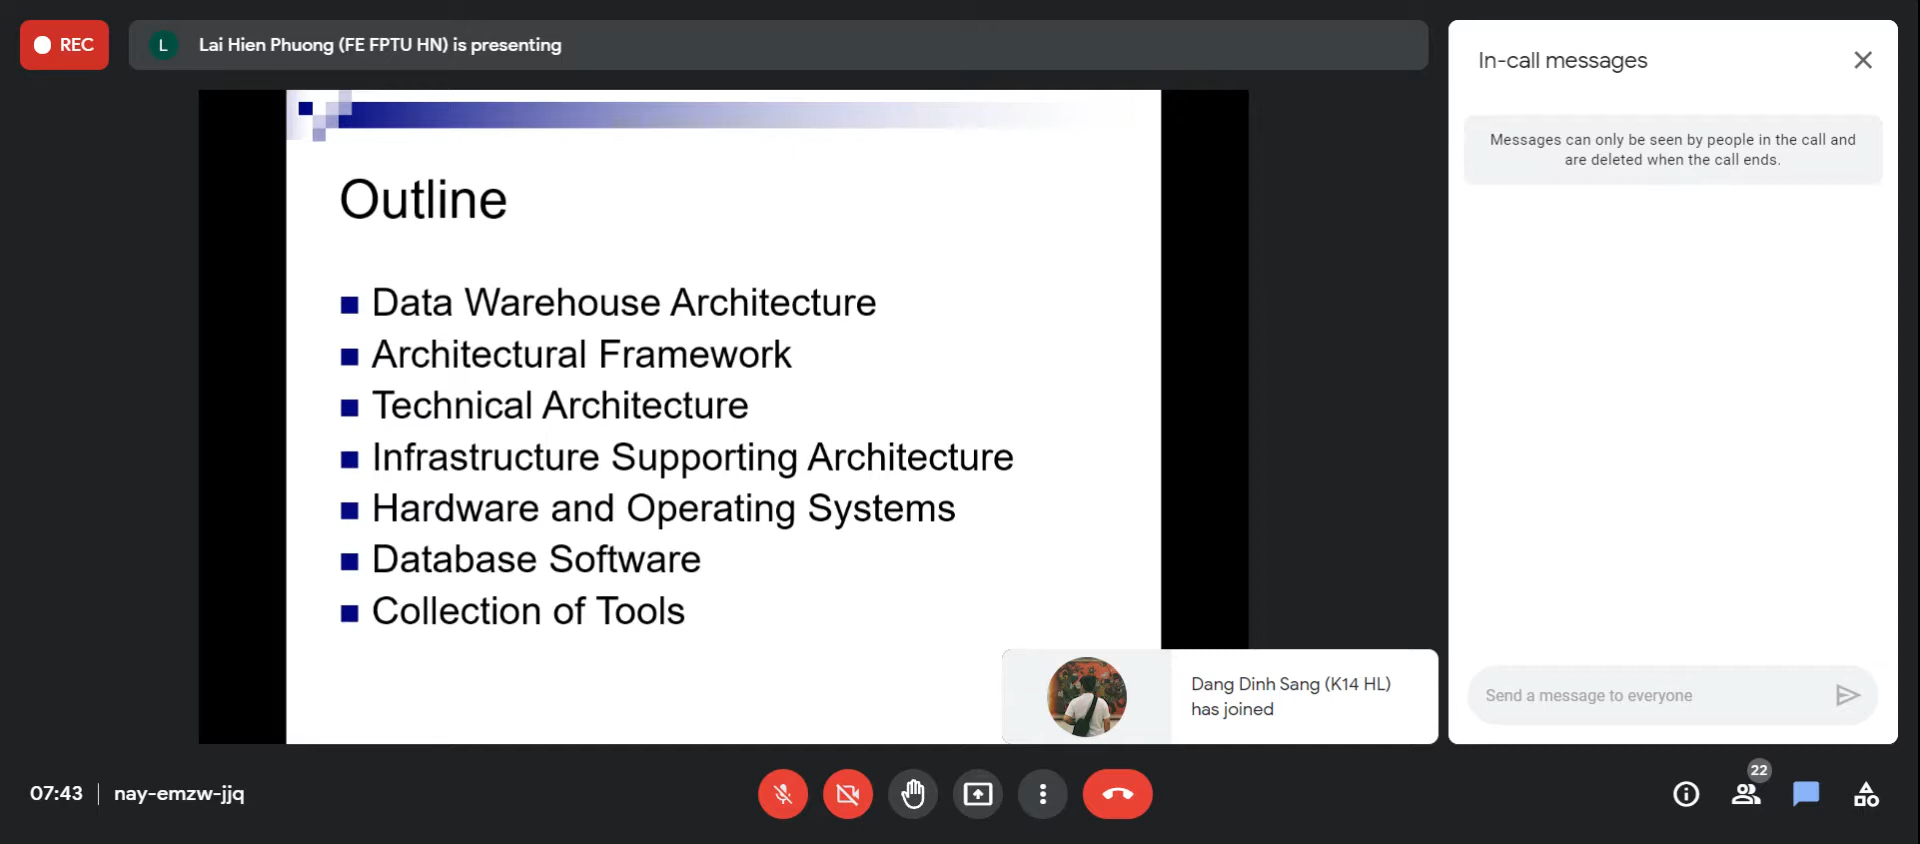 REC
L
Lai Hien Phuong (FE FPTU HN) is presenting
In-call messages
Messages can only be seen by people in the call and
are deleted when the call ends.
Outline
Data Warehouse Architecture
Architectural Framework
Technical Architecture
Infrastructure Supporting Architecture
Hardware and Operating Systems
Database Software
Collection of Tools
Dang Dinh Sang (K14 HL)
has joined
Send a message to everyone
07:43 | nay-emzw-jjq
22